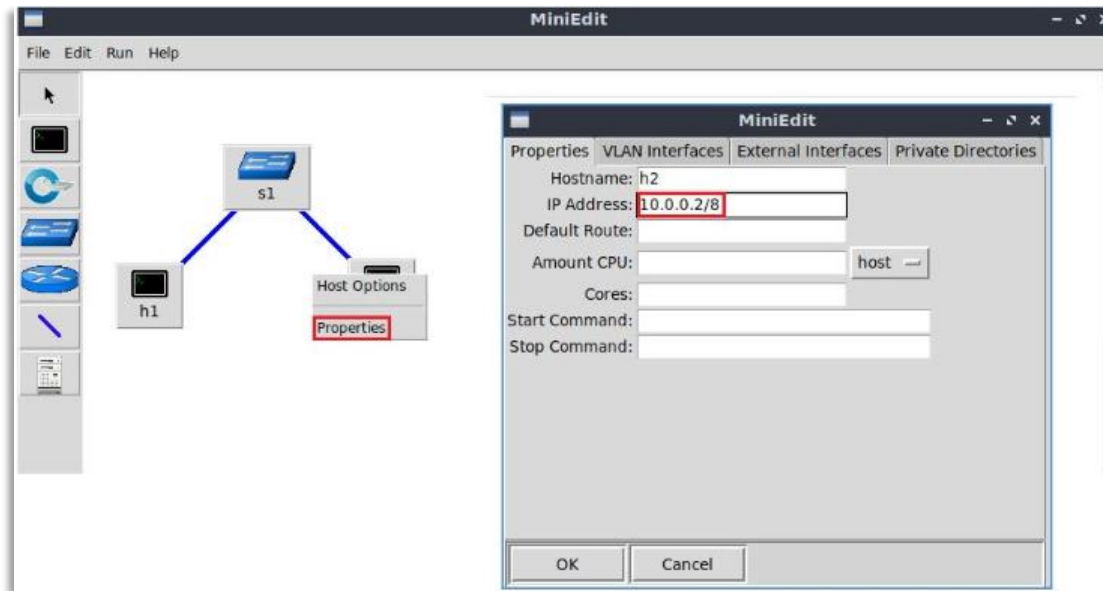 MiniEdit
File Edit Run Help
s1
h1
Host Options
Properties
MiniEdit
Properties VLAN Interfaces External Interfaces Private Directories
Hostname: h2
IP Address: 10.0.0.2/8
Default Route:
Amount CPU: host
Cores:
Start Command:
Stop Command:
OK Cancel